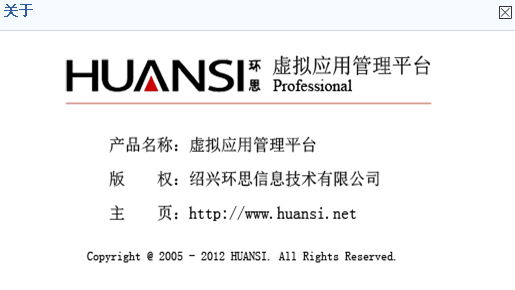 关于
HUANSI 环思 虚拟应用管理平台
Professional
产品名称：虚拟应用管理平台
版 权：绍兴环思信息技术有限公司
主 页：http://www.huansi.net
Copyright @ 2005 - 2012 HUANSI. All Rights Reserved.